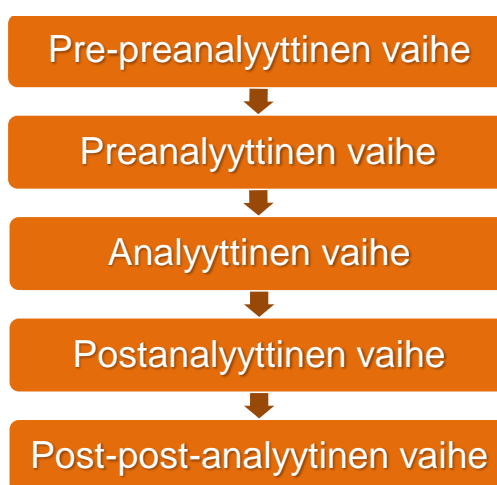 Pre-preanalyyttinen vaihe
Preanalyyttinen vaihe
Analyyttinen vaihe
Postanalyyttinen vaihe
Post-post-analyytinen vaihe